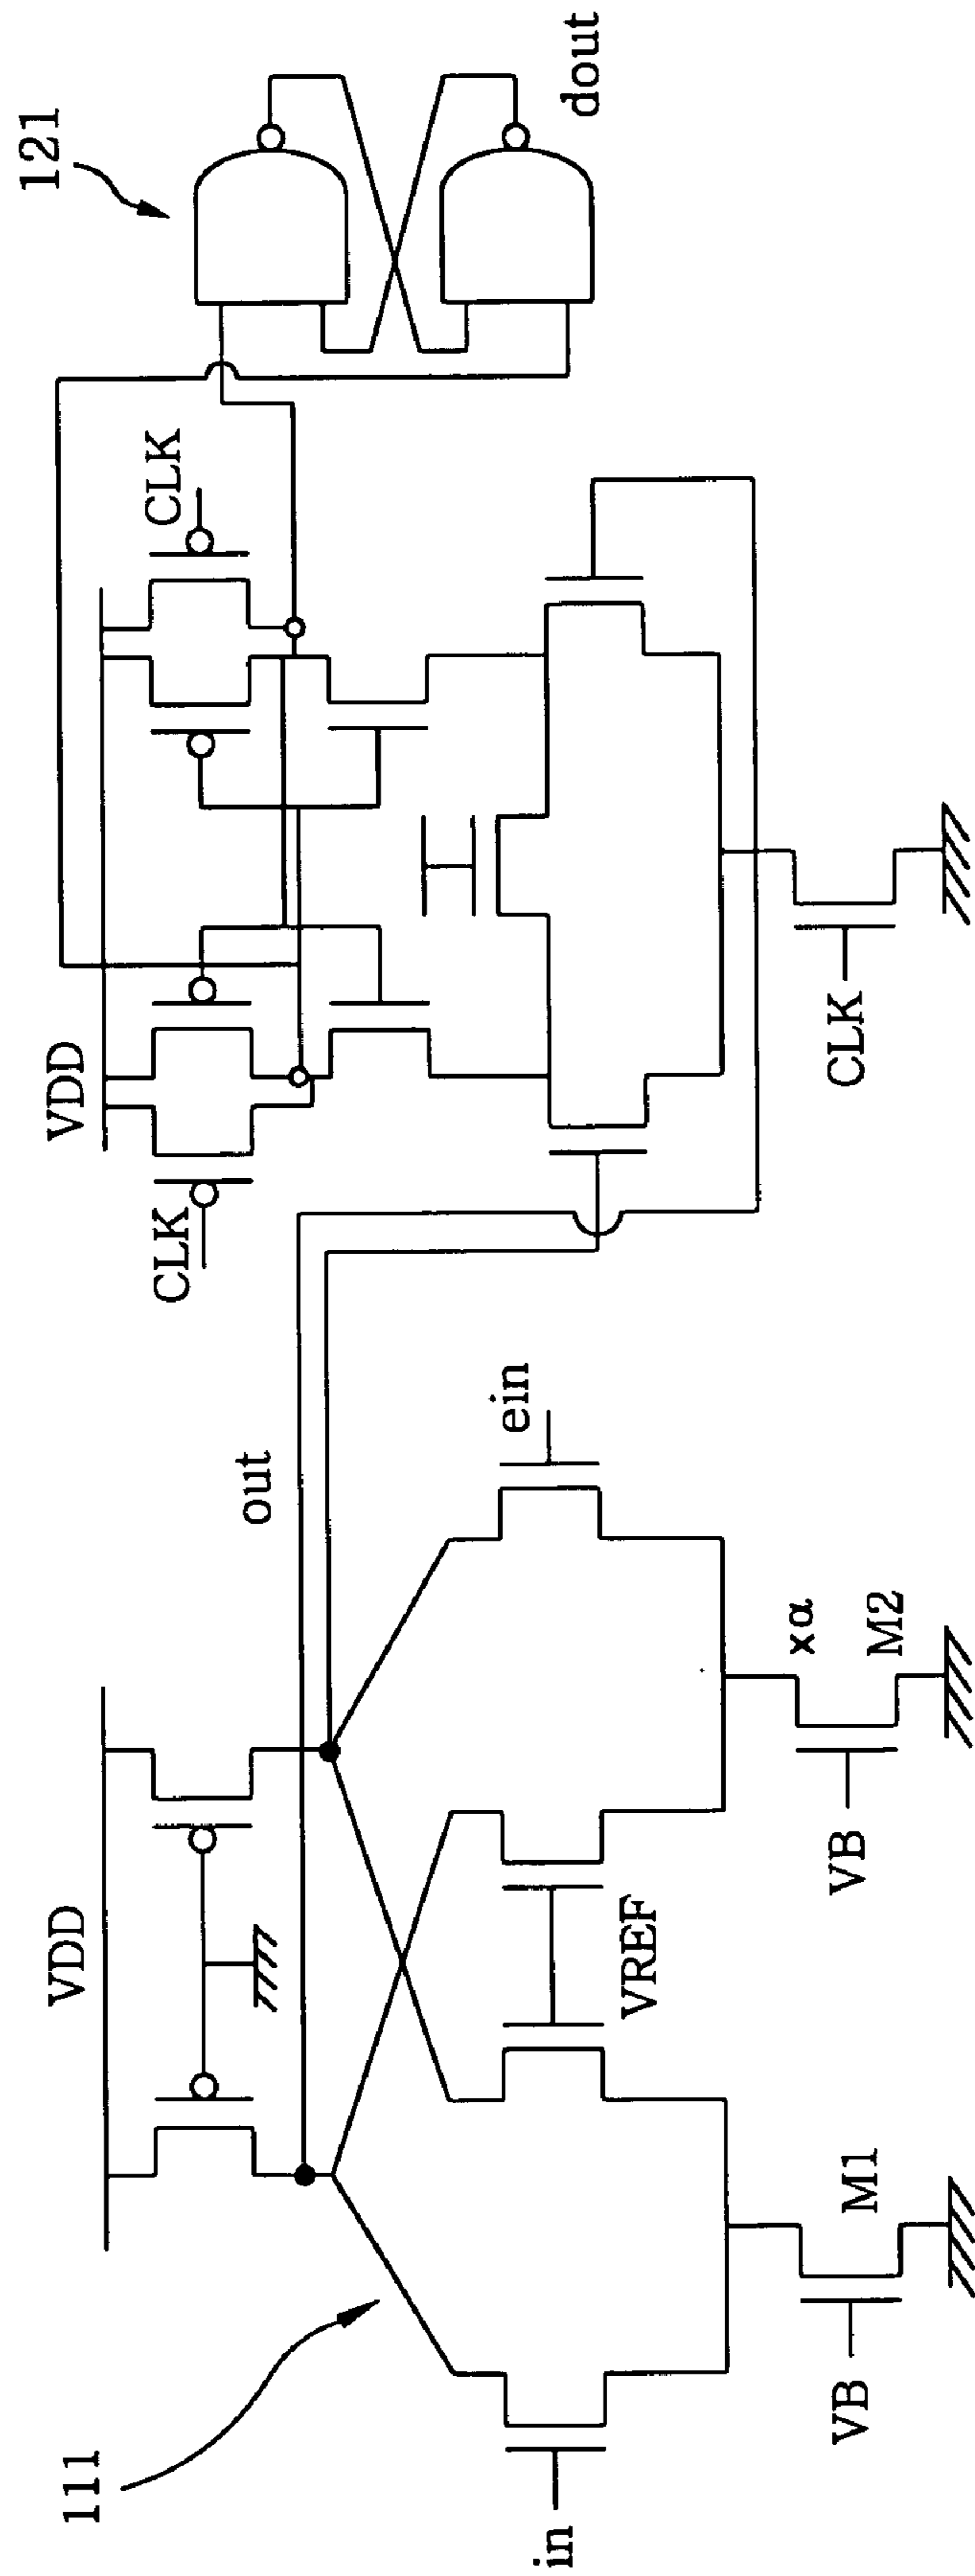 111
VDD
out
in
VREF
ein
VB
M1
VB
xα
M2
CLK
VDD
CLK
CLK
121
dout